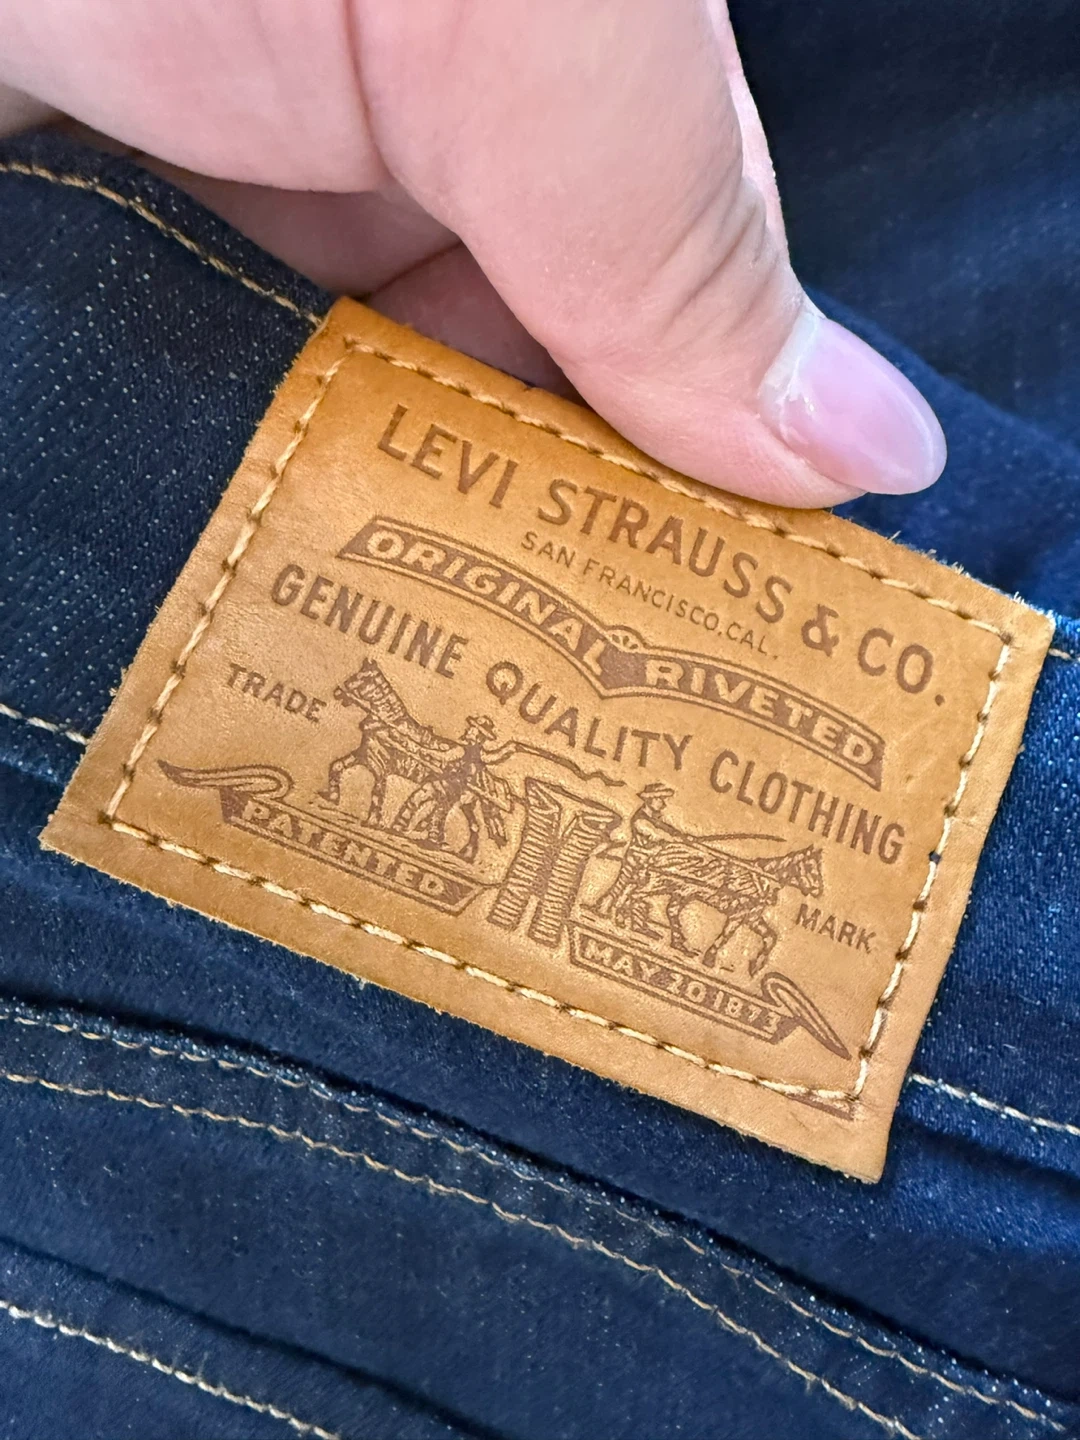 LEVI STRAUSS & CO.
SAN FRANCISCO, CAL.
ORIGINAL RIVETED
GENUINE QUALITY CLOTHING
TRADE MARK
PATENTED
MAY 20 1873